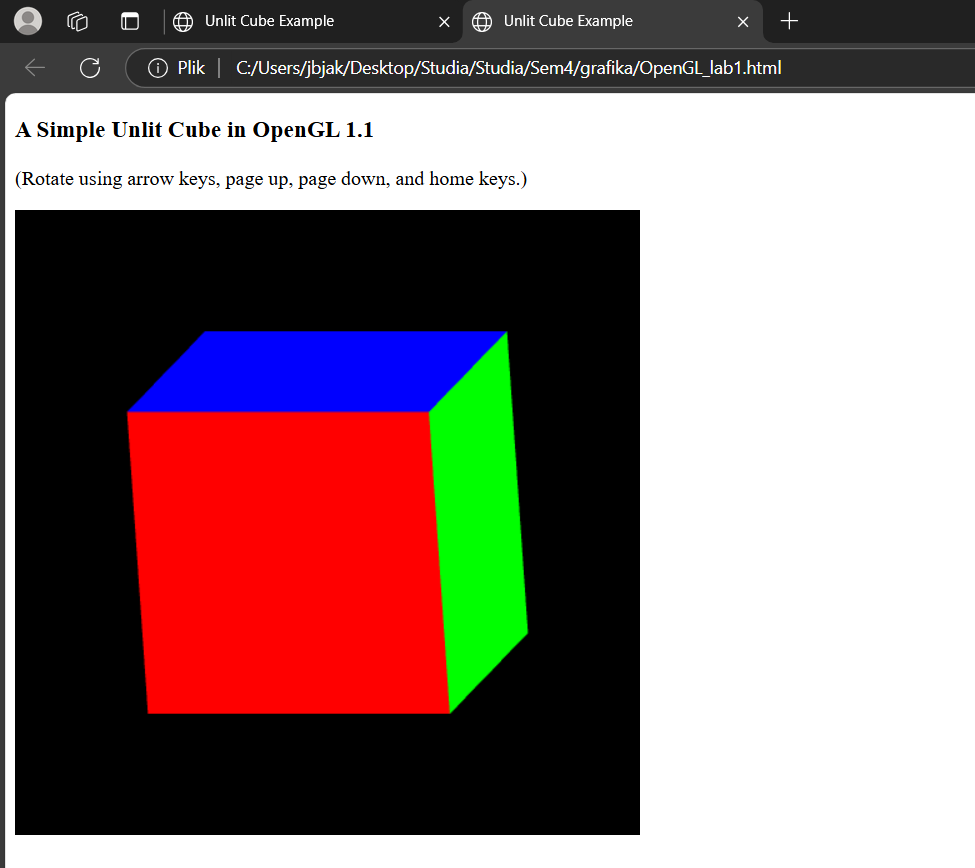 Unlit Cube Example
Unlit Cube Example
Plik
C:/Users/jbjak/Desktop/Studia/Studia/Sem4/grafika/OpenGL_lab1.html
A Simple Unlit Cube in OpenGL 1.1
(Rotate using arrow keys, page up, page down, and home keys.)